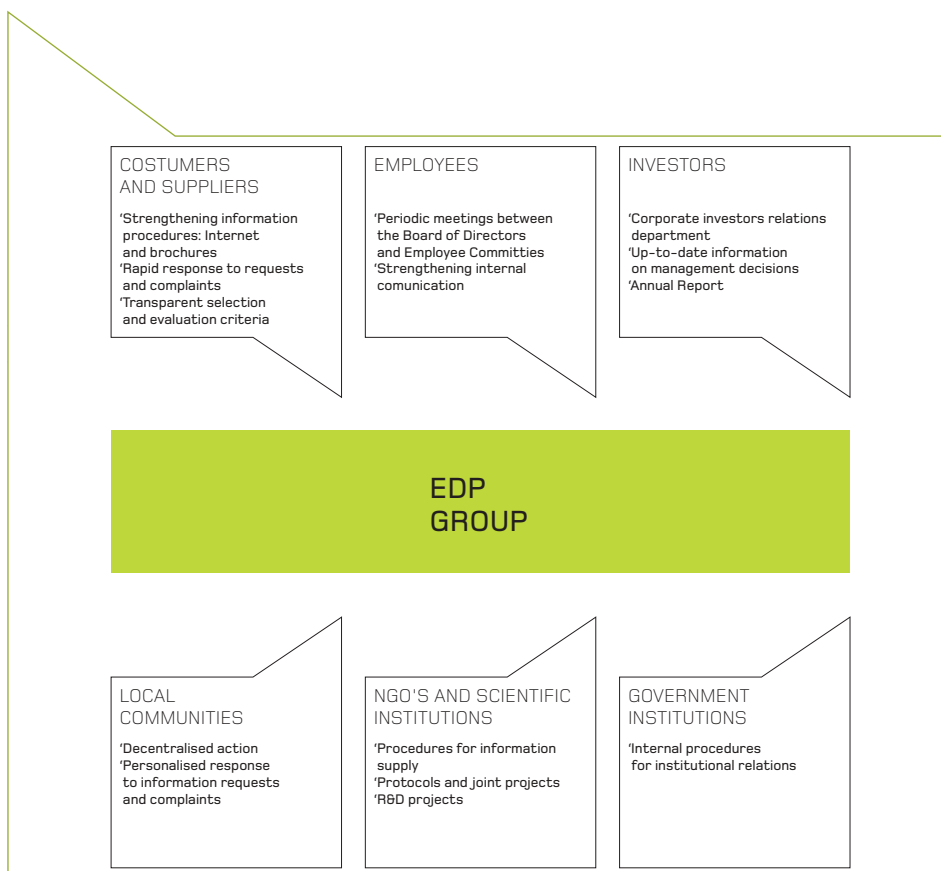 COSTUMERS
AND SUPPLIERS
'Strengthening information
procedures: Internet
and brochures
'Rapid response to requests
and complaints
'Transparent selection
and evaluation criteria
EMPLOYEES
'Periodic meetings between
the Board of Directors
and Employee Committies
'Strengthening internal
comunication
INVESTORS
'Corporate investors relations
department
'Up-to-date information
on management decisions
'Annual Report
EDP
GROUP
LOCAL
COMMUNITIES
'Decentralised action
'Personalised response
to information requests
and complaints
NGO'S AND SCIENTIFIC
INSTITUTIONS
'Procedures for information
supply
'Protocols and joint projects
'R&D projects
GOVERNMENT
INSTITUTIONS
'Internal procedures
for institutional relations